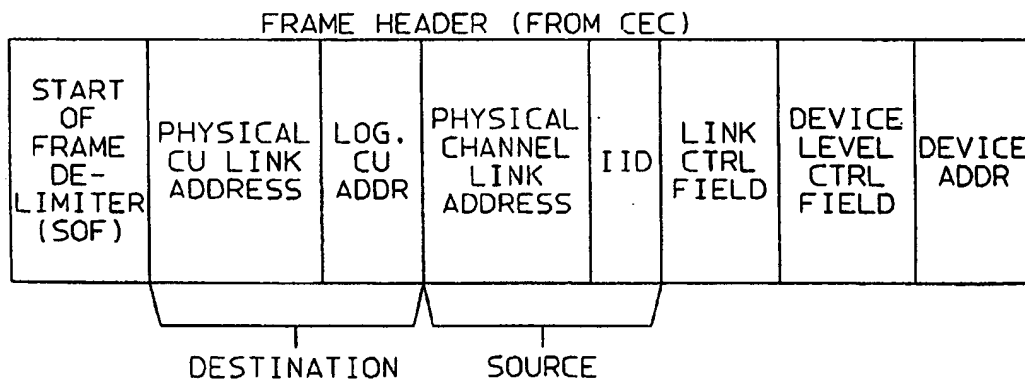 FRAME HEADER (FROM CEC)
START
OF
FRAME
DE-
LIMITER
(SOF)
PHYSICAL
CU LINK
ADDRESS
LOG.
CU
ADDR
PHYSICAL
CHANNEL
LINK
ADDRESS
IID
LINK
CTRL
FIELD
DEVICE
LEVEL
CTRL
FIELD
DEVICE
ADDR
DESTINATION
SOURCE